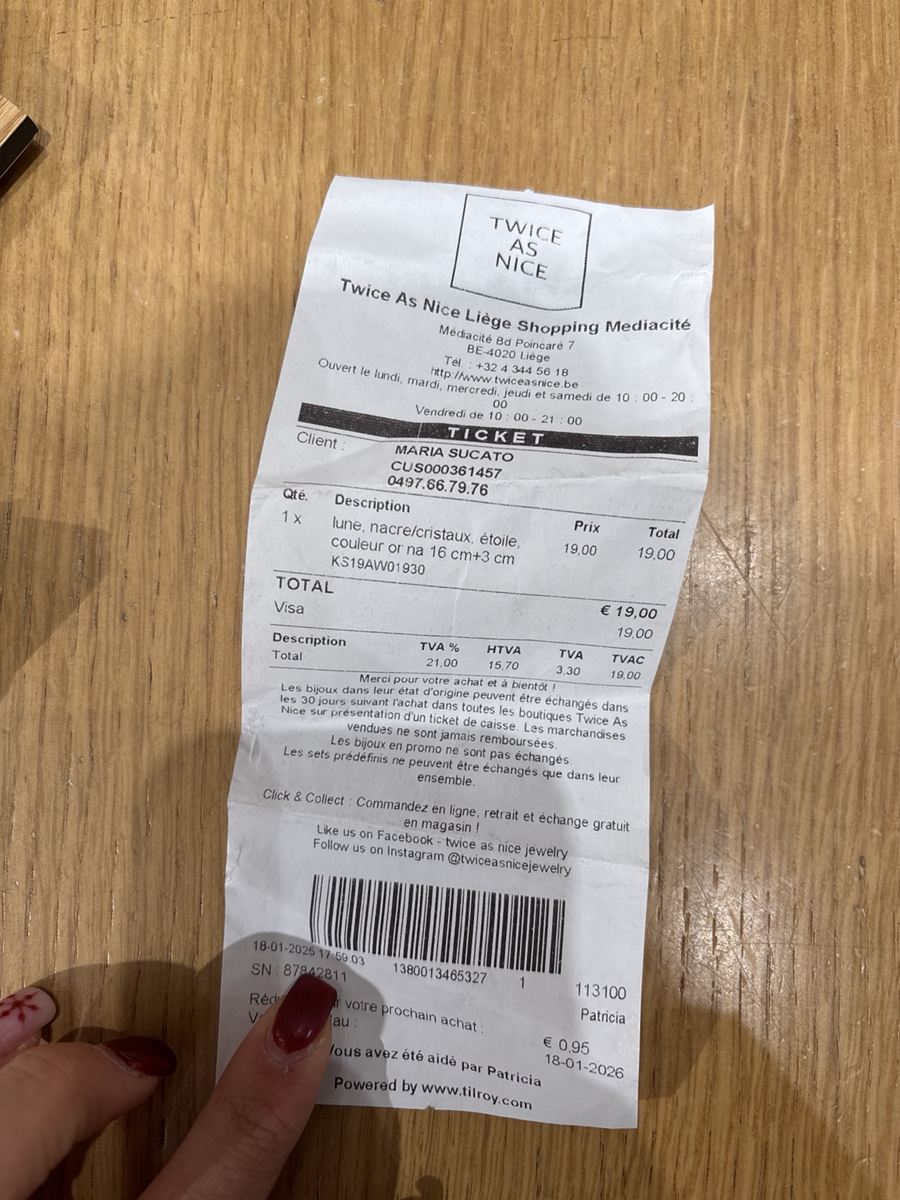 TWICE
AS
NICE
Twice As Nice Liège Shopping Mediacité
Médiacité Bd Poincaré 7
BE-4020 Liège
Tél. : +32 4 344 56 18
http://www.twiceasnice.be
Ouvert le lundi, mardi, mercredi, jeudi et samedi de 10 : 00 - 20 :
00
Vendredi de 10 : 00 - 21 : 00
TICKET
Client : MARIA SUCATO
CUS000361457
0497.66.79.76
Qté. Description Prix Total
1 x lune, nacre/cristaux, étoile, 19,00 19,00
couleur or na 16 cm+3 cm
KS19AW01930
TOTAL € 19,00
Visa 19,00
Description TVA % HTVA TVA TVAC
Total 21,00 15,70 3,30 19,00
Merci pour votre achat et à bientôt !
Les bijoux dans leur état d'origine peuvent être échangés dans
les 30 jours suivant l'achat dans toutes les boutiques Twice As
Nice sur présentation d'un ticket de caisse. Les marchandises
vendues ne sont jamais remboursées.
Les bijoux en promo ne sont pas échangés.
Les sets prédéfinis ne peuvent être échangés que dans leur
ensemble.
Click & Collect : Commandez en ligne, retrait et échange gratuit
en magasin !
Like us on Facebook - twice as nice jewelry
Follow us on Instagram @twiceasnicejewelry
18-01-2025 17:59:03 1380013465327 1 113100
SN : 87842811 Patricia
votre prochain achat : € 0,95
au : 18-01-2026
Vous avez été aidé par Patricia
Powered by www.tilroy.com